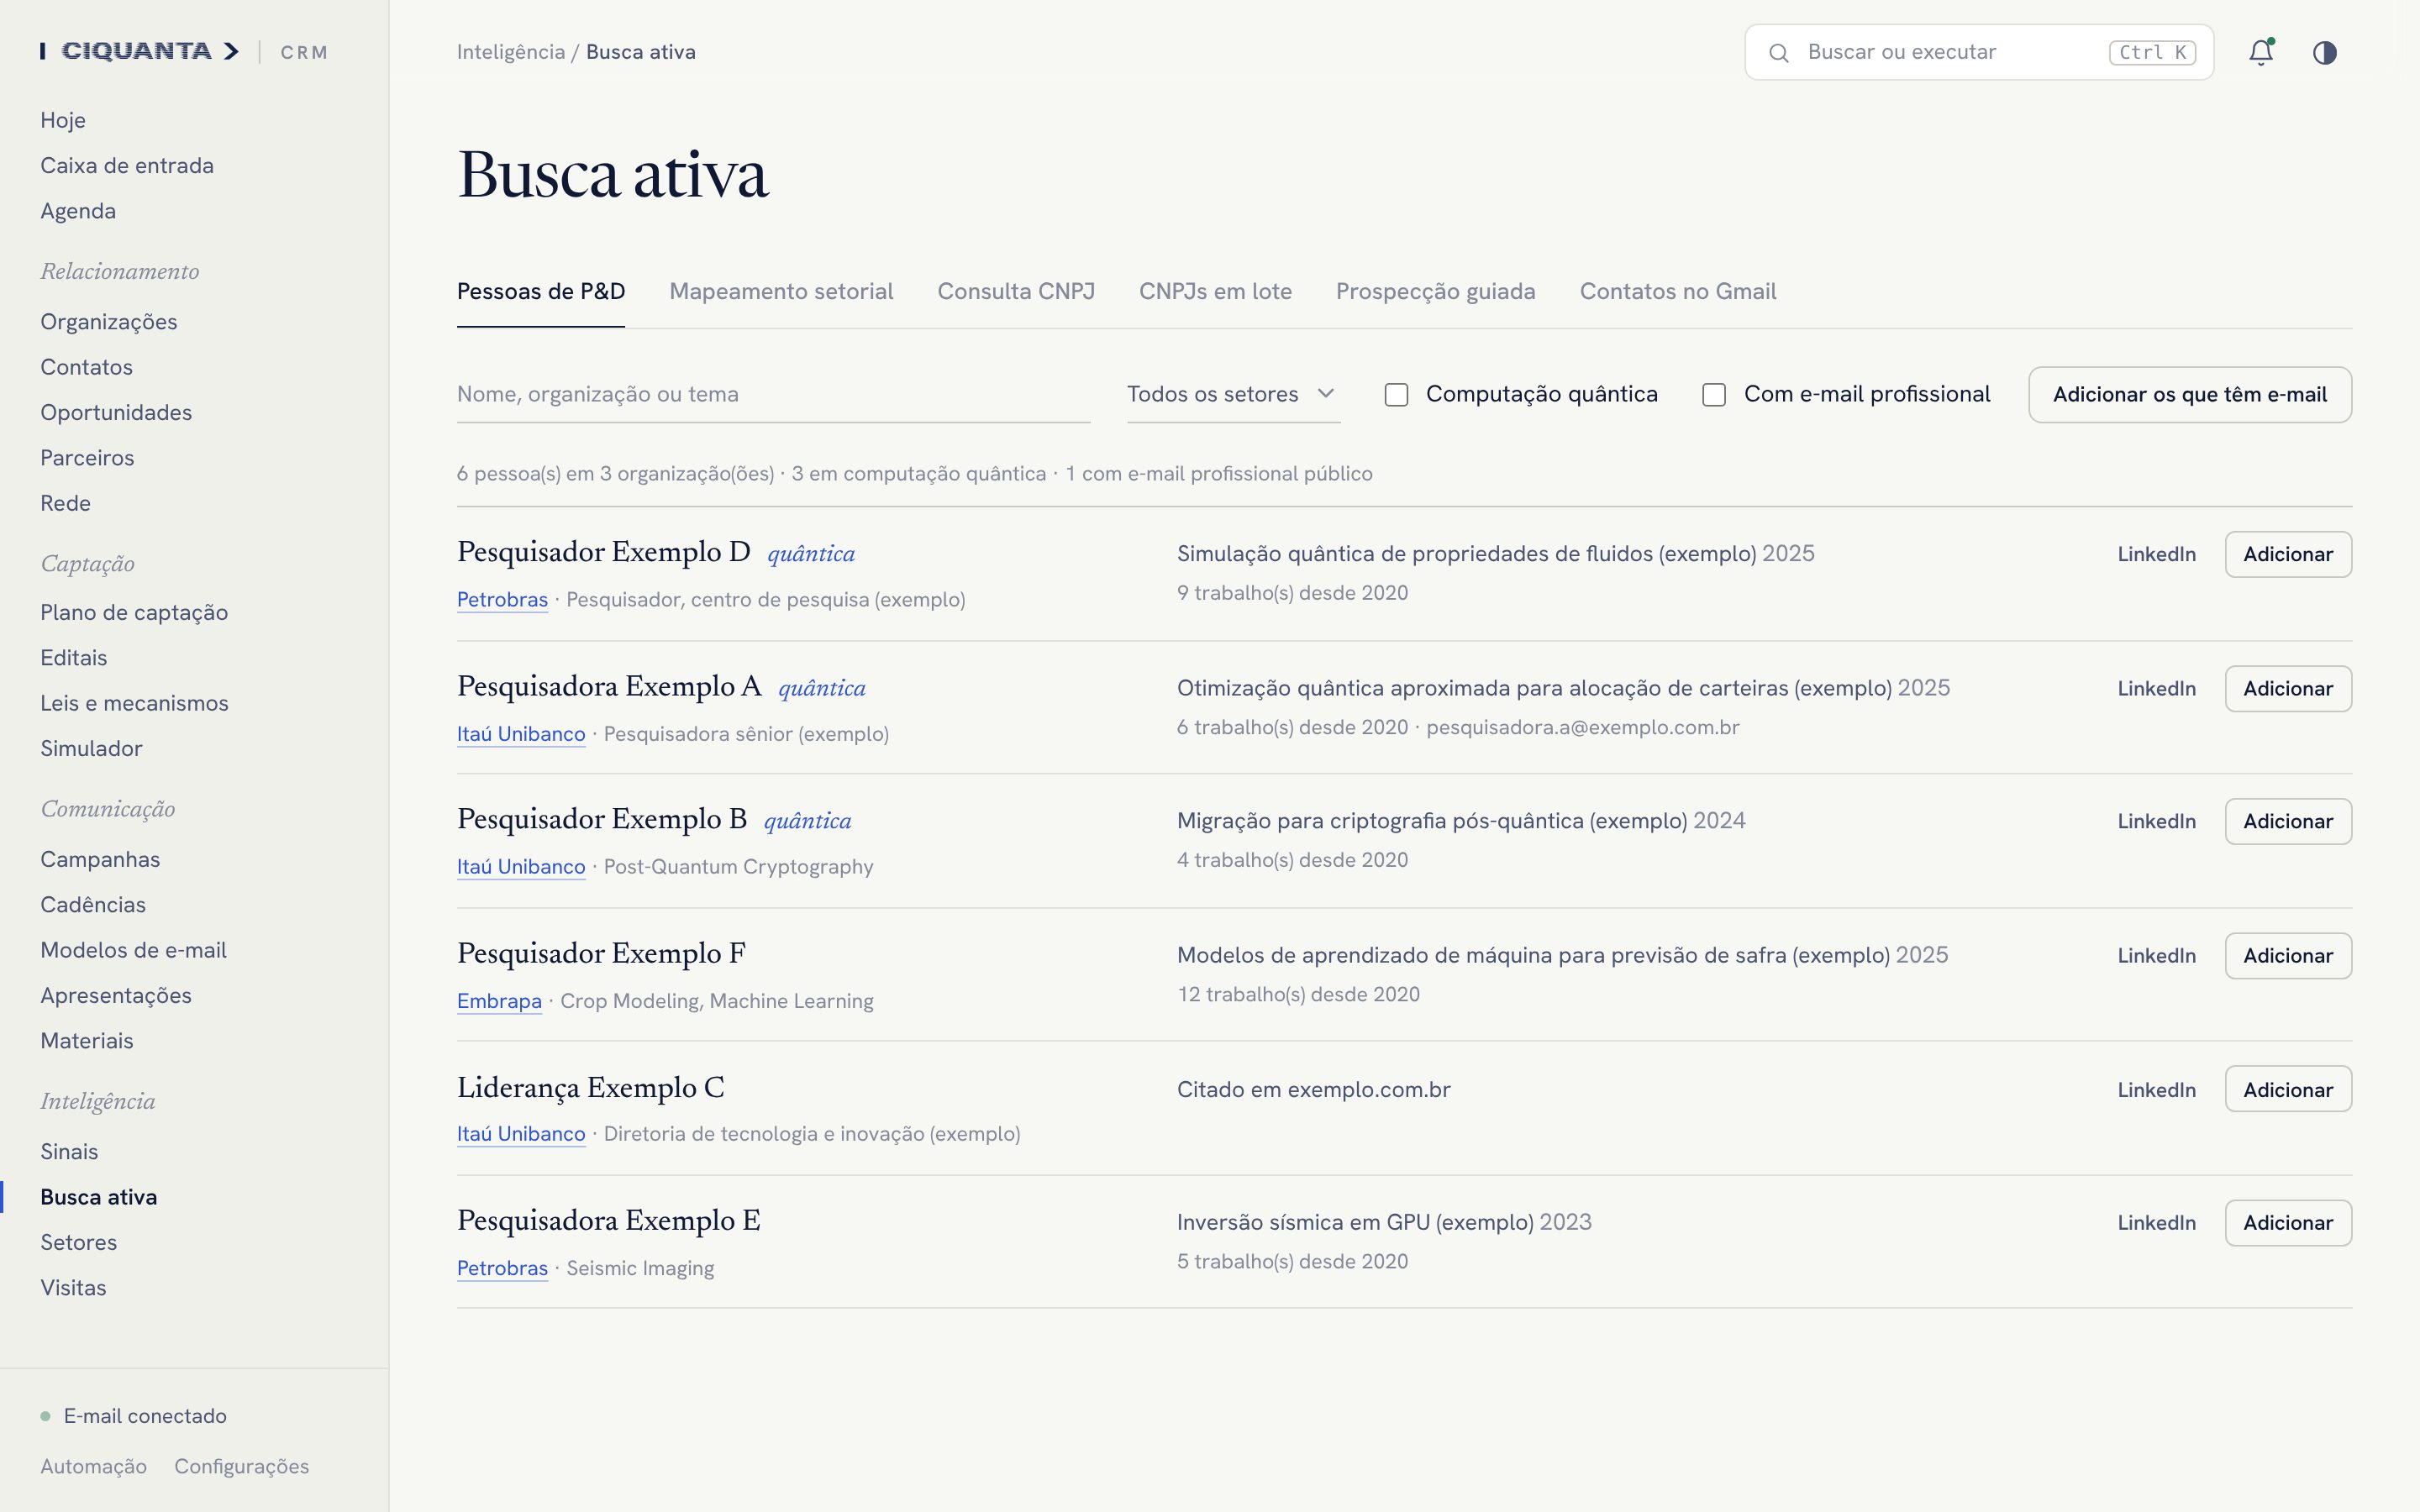 CIQUANTA CRM
Hoje
Caixa de entrada
Agenda
Relacionamento
Organizações
Contatos
Oportunidades
Parceiros
Rede
Captação
Plano de captação
Editais
Leis e mecanismos
Simulador
Comunicação
Campanhas
Cadências
Modelos de e-mail
Apresentações
Materiais
Inteligência
Sinais
Busca ativa
Setores
Visitas
E-mail conectado
Automação Configurações
Inteligência / Busca ativa
Buscar ou executar Ctrl K
Busca ativa
Pessoas de P&D Mapeamento setorial Consulta CNPJ CNPJs em lote Prospecção guiada Contatos no Gmail
Nome, organização ou tema Todos os setores Computação quântica Com e-mail profissional Adicionar os que têm e-mail
6 pessoa(s) em 3 organização(ões) · 3 em computação quântica · 1 com e-mail profissional público
Pesquisador Exemplo D quântica
Petrobras · Pesquisador, centro de pesquisa (exemplo)
Simulação quântica de propriedades de fluidos (exemplo) 2025
9 trabalho(s) desde 2020
LinkedIn Adicionar
Pesquisadora Exemplo A quântica
Itaú Unibanco · Pesquisadora sênior (exemplo)
Otimização quântica aproximada para alocação de carteiras (exemplo) 2025
6 trabalho(s) desde 2020 · pesquisadora.a@exemplo.com.br
LinkedIn Adicionar
Pesquisador Exemplo B quântica
Itaú Unibanco · Post-Quantum Cryptography
Migração para criptografia pós-quântica (exemplo) 2024
4 trabalho(s) desde 2020
LinkedIn Adicionar
Pesquisador Exemplo F
Embrapa · Crop Modeling, Machine Learning
Modelos de aprendizado de máquina para previsão de safra (exemplo) 2025
12 trabalho(s) desde 2020
LinkedIn Adicionar
Liderança Exemplo C
Itaú Unibanco · Diretoria de tecnologia e inovação (exemplo)
Citado em exemplo.com.br
LinkedIn Adicionar
Pesquisadora Exemplo E
Petrobras · Seismic Imaging
Inversão sísmica em GPU (exemplo) 2023
5 trabalho(s) desde 2020
LinkedIn Adicionar